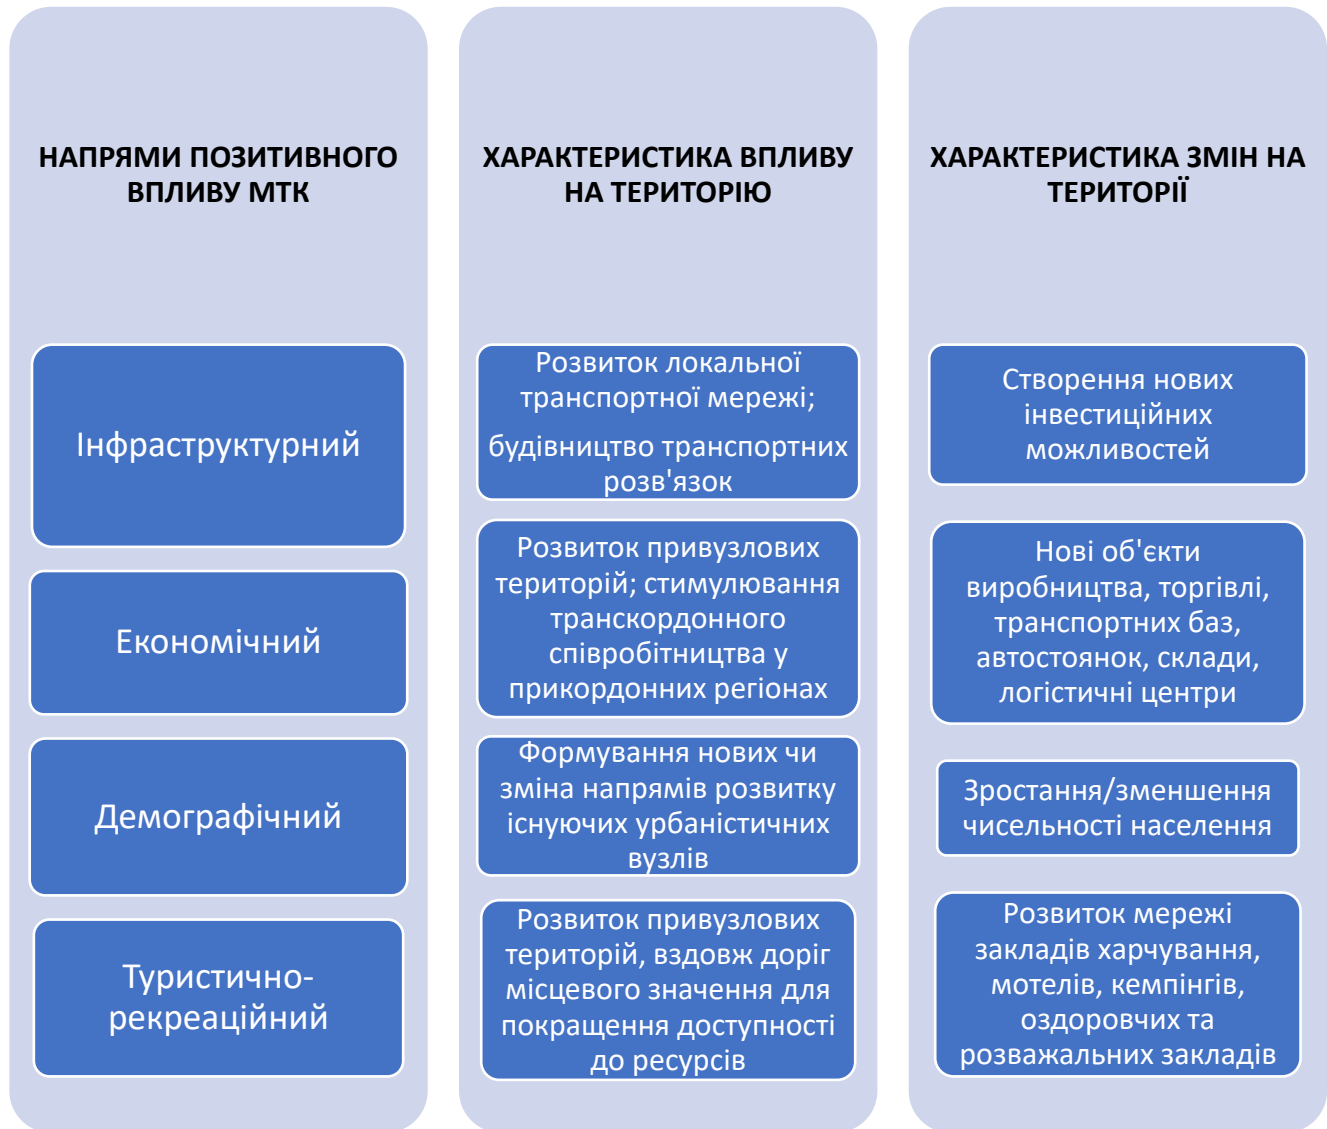 НАПРЯМИ ПОЗИТИВНОГО
ВПЛИВУ МТК
Інфраструктурний
Економічний
Демографічний
Туристично-
рекреаційний
ХАРАКТЕРИСТИКА ВПЛИВУ
НА ТЕРИТОРІЮ
Розвиток локальної
транспортної мережі;
будівництво транспортних
розв'язок
Розвиток привузлових
територій; стимулювання
транскордонного
співробітництва у
прикордонних регіонах
Формування нових чи
зміна напрямів розвитку
існуючих урбаністичних
вузлів
Розвиток привузлових
територій, вздовж доріг
місцевого значення для
покращення доступності
до ресурсів
ХАРАКТЕРИСТИКА ЗМІН НА
ТЕРИТОРІЇ
Створення нових
інвестиційних
можливостей
Нові об'єкти
виробництва, торгівлі,
транспортних баз,
автостоянок, склади,
логістичні центри
Зростання/зменшення
чисельності населення
Розвиток мережі
закладів харчування,
мотелів, кемпінгів,
оздоровчих та
розважальних закладів